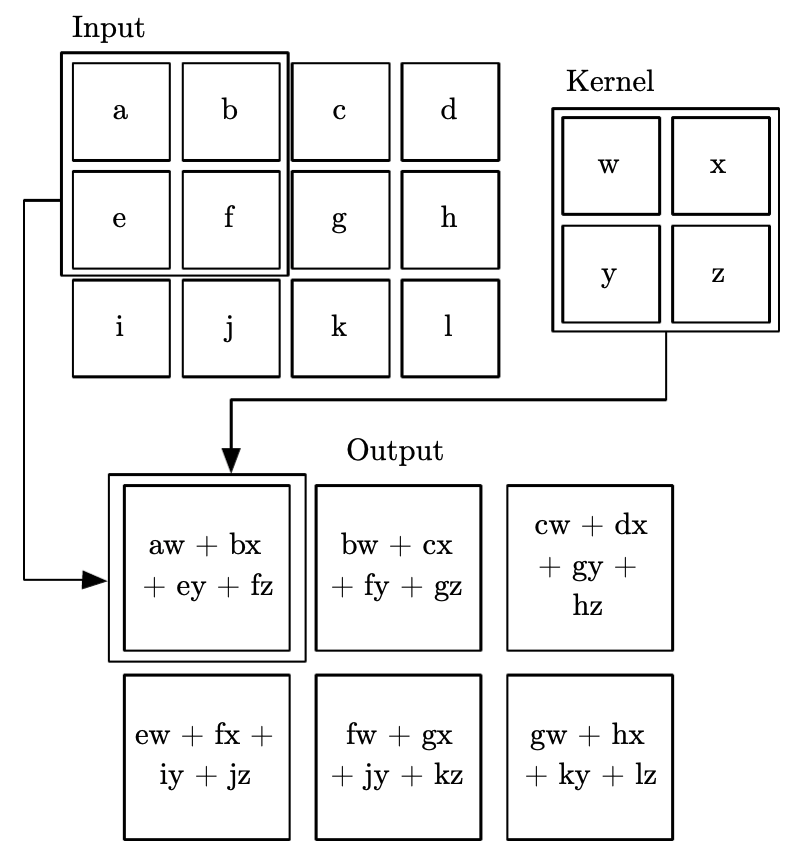 Input
a b c d
Kernel
w x
e f g h
y z
i j k l
Output
aw + bx
+ ey + fz
bw + cx
+ fy + gz
cw + dx
+ gy +
hz
ew + fx +
iy + jz
fw + gx
+ jy + kz
gw + hx
+ ky + lz